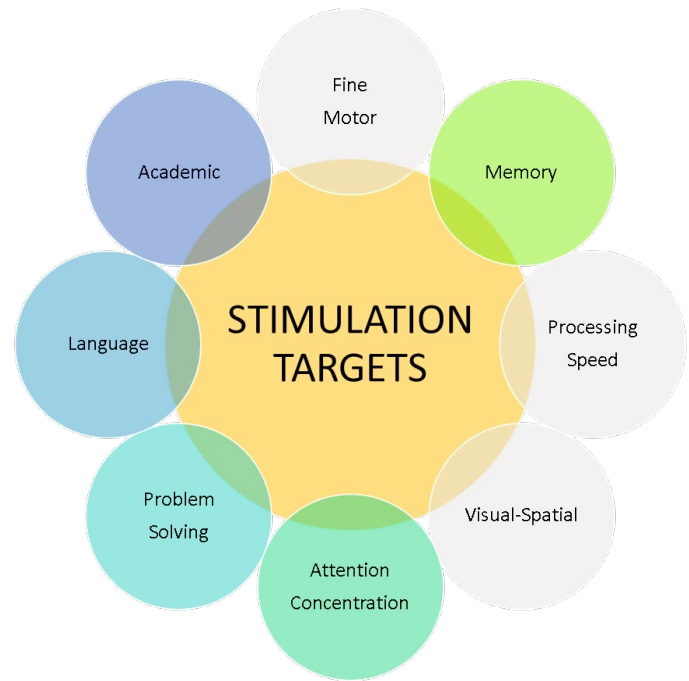 Fine
Motor
Academic
Memory
STIMULATION
TARGETS
Language
Processing
Speed
Problem
Solving
Visual-Spatial
Attention
Concentration